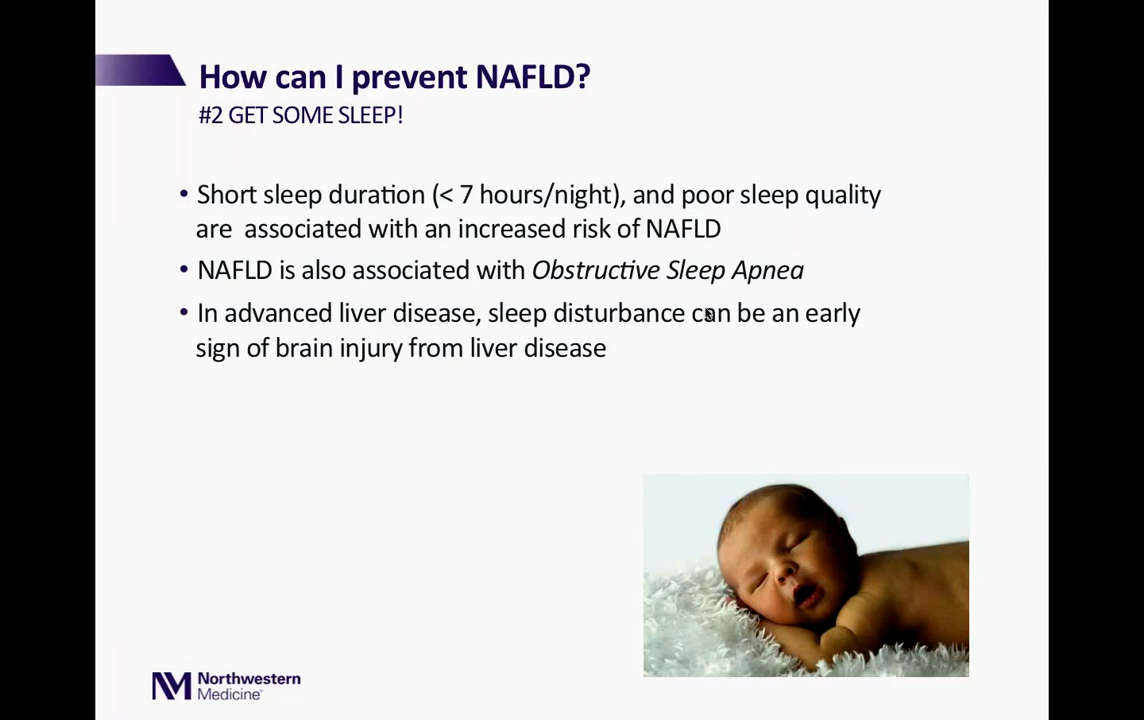 How can I prevent NAFLD?
#2 GET SOME SLEEP!
• Short sleep duration (< 7 hours/night), and poor sleep quality
are  associated with an increased risk of NAFLD
• NAFLD is also associated with Obstructive Sleep Apnea
• In advanced liver disease, sleep disturbance can be an early
sign of brain injury from liver disease
NM Northwestern
Medicine®